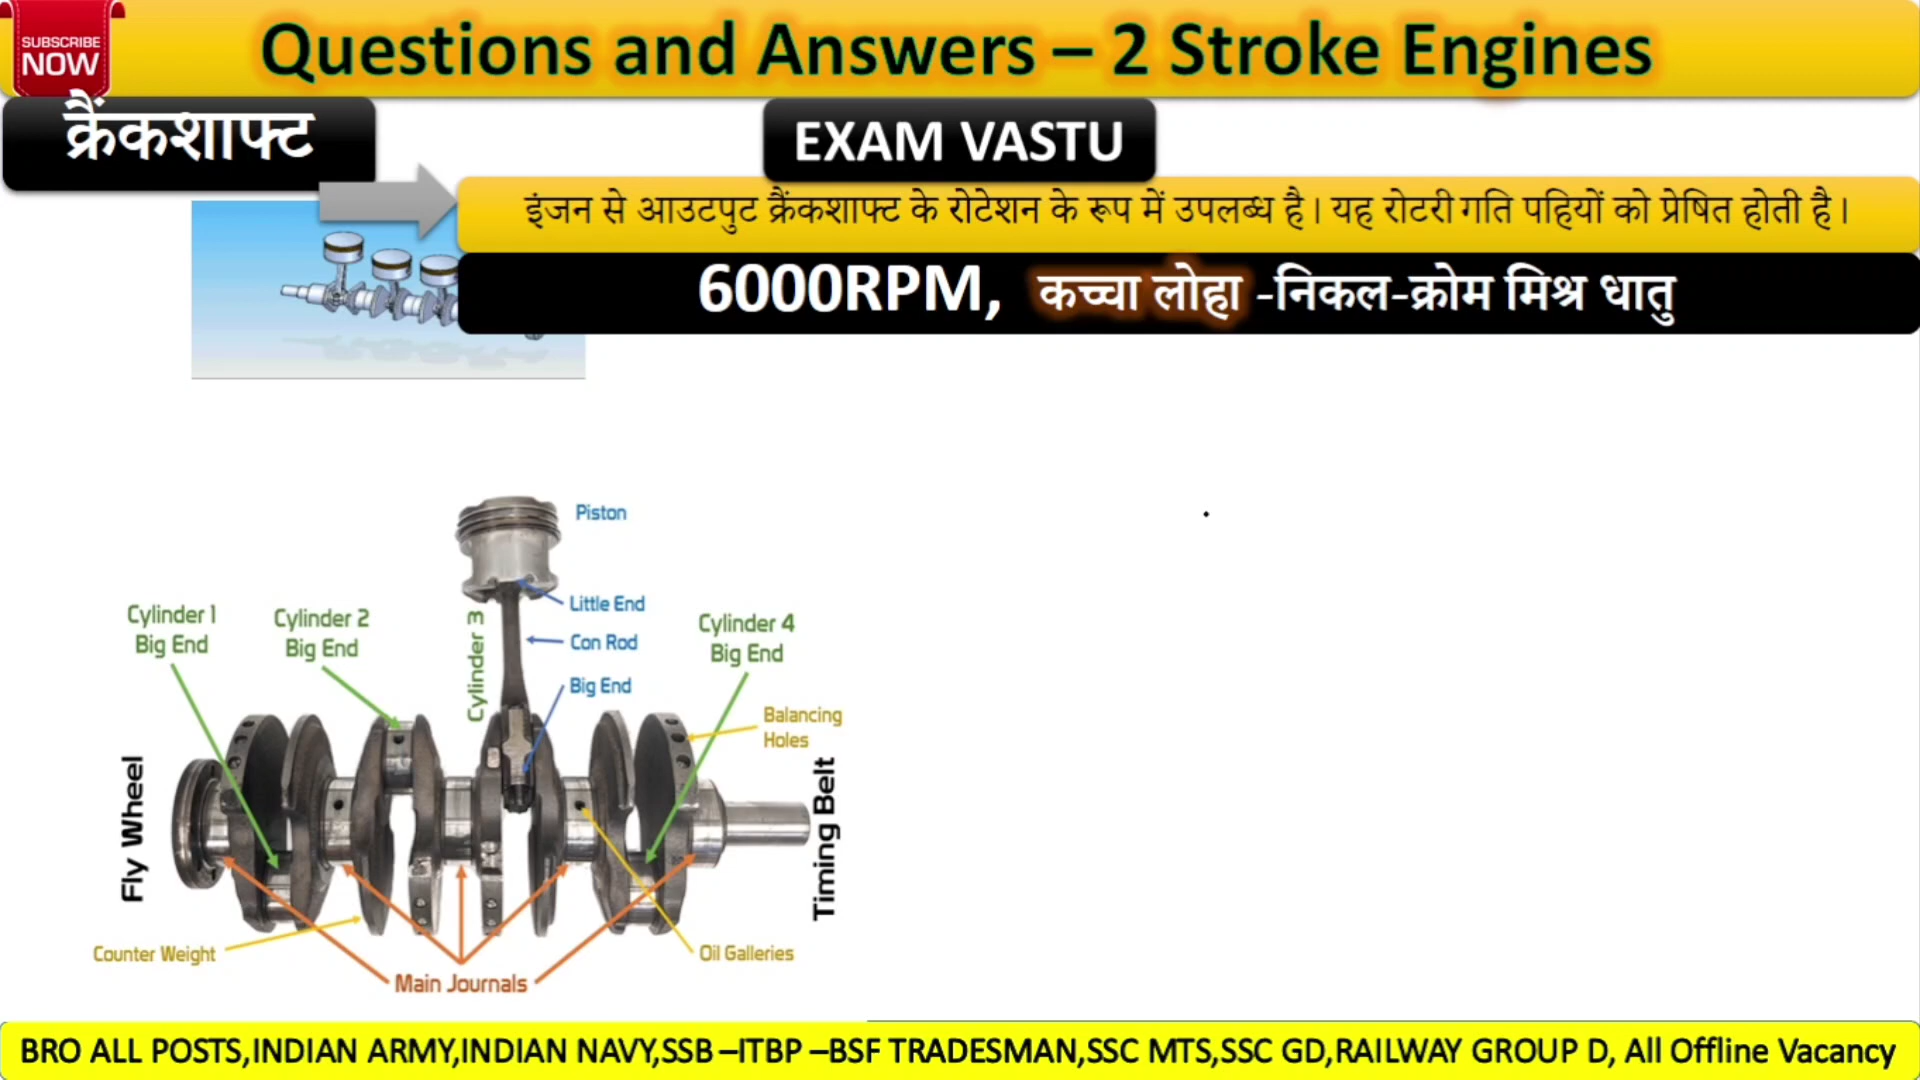 SUBSCRIBE
NOW
Questions and Answers – 2 Stroke Engines
क्रैंकशाफ्ट
EXAM VASTU
इंजन से आउटपुट क्रैंकशाफ्ट के रोटेशन के रूप में उपलब्ध है। यह रोटरी गति पहियों को प्रेषित होती है।
6000RPM, कच्चा लोहा -निकल-क्रोम मिश्र धातु
Piston
Little End
Con Rod
Big End
Cylinder 1
Big End
Cylinder 2
Big End
Cylinder 3
Cylinder 4
Big End
Balancing
Holes
Fly Wheel
Timing Belt
Counter Weight
Main Journals
Oil Galleries
BRO ALL POSTS,INDIAN ARMY,INDIAN NAVY,SSB –ITBP –BSF TRADESMAN,SSC MTS,SSC GD,RAILWAY GROUP D, All Offline Vacancy